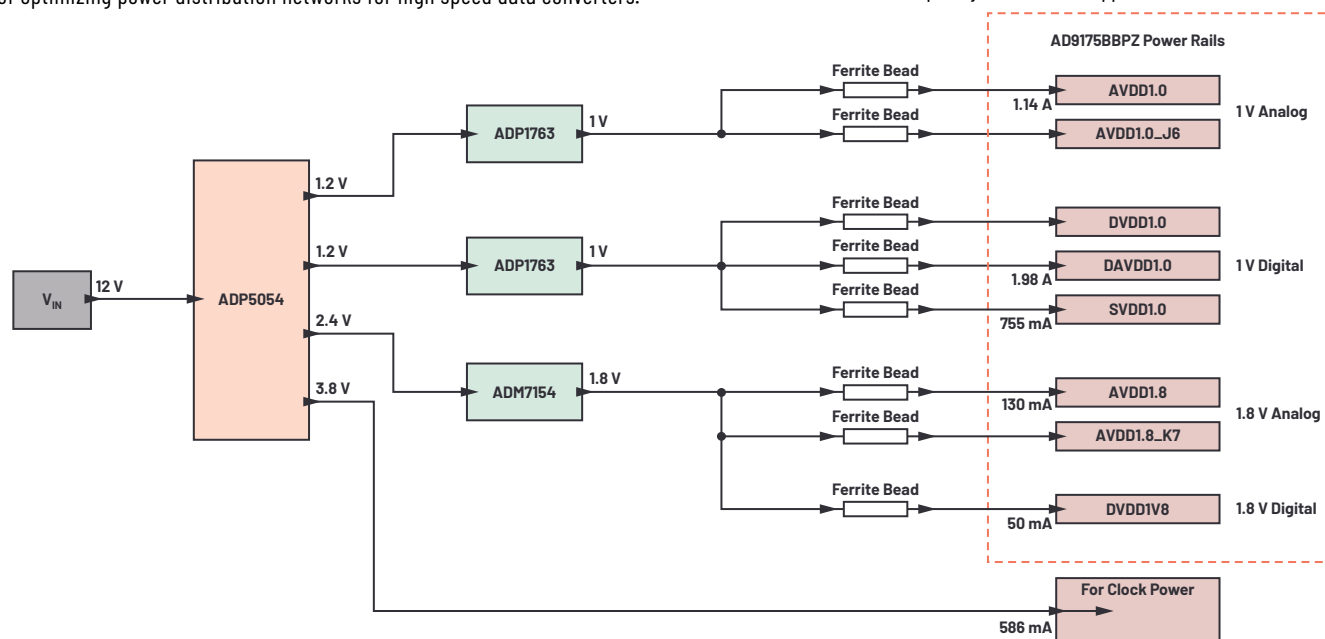 of optimizing power distribution networks for high speed data converters.
AD9175BBPZ Power Rails
Ferrite Bead
AVDD1.0
1.14 A
1 V Analog
ADP1763
1 V
Ferrite Bead
AVDD1.0_J6
1.2 V
Ferrite Bead
DVDD1.0
1.2 V
ADP1763
1 V
Ferrite Bead
DAVDD1.0
1.98 A
1 V Digital
VIN
12 V
ADP5054
Ferrite Bead
SVDD1.0
755 mA
2.4 V
3.8 V
ADM7154
1.8 V
Ferrite Bead
AVDD1.8
130 mA
1.8 V Analog
Ferrite Bead
AVDD1.8_K7
Ferrite Bead
DVDD1V8
50 mA
1.8 V Digital
For Clock Power
586 mA